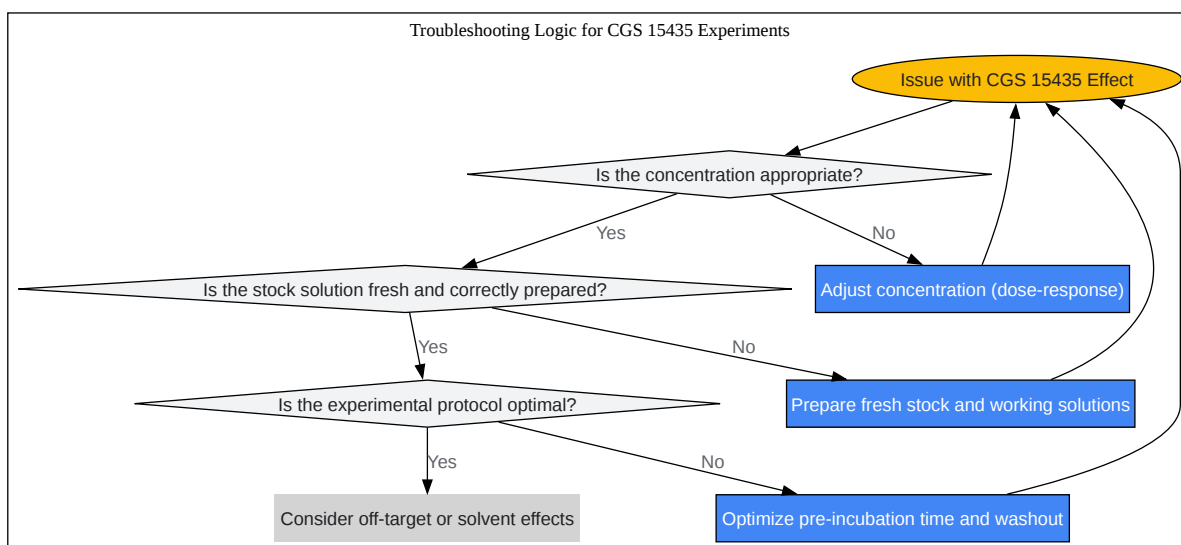 Troubleshooting Logic for CGS 15435 Experiments
Issue with CGS 15435 Effect
Is the concentration appropriate?
Yes
No
Is the stock solution fresh and correctly prepared?
Adjust concentration (dose-response)
Yes
No
Is the experimental protocol optimal?
Prepare fresh stock and working solutions
Yes
No
Consider off-target or solvent effects
Optimize pre-incubation time and washout